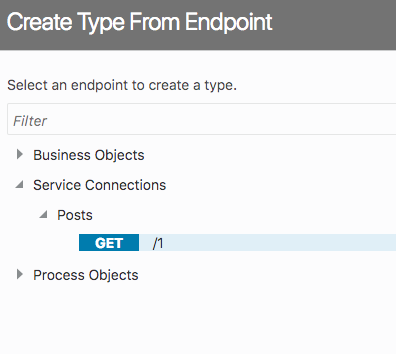 Create Type From Endpoint
Select an endpoint to create a type.
Filter
Business Objects
Service Connections
Posts
GET /1
Process Objects